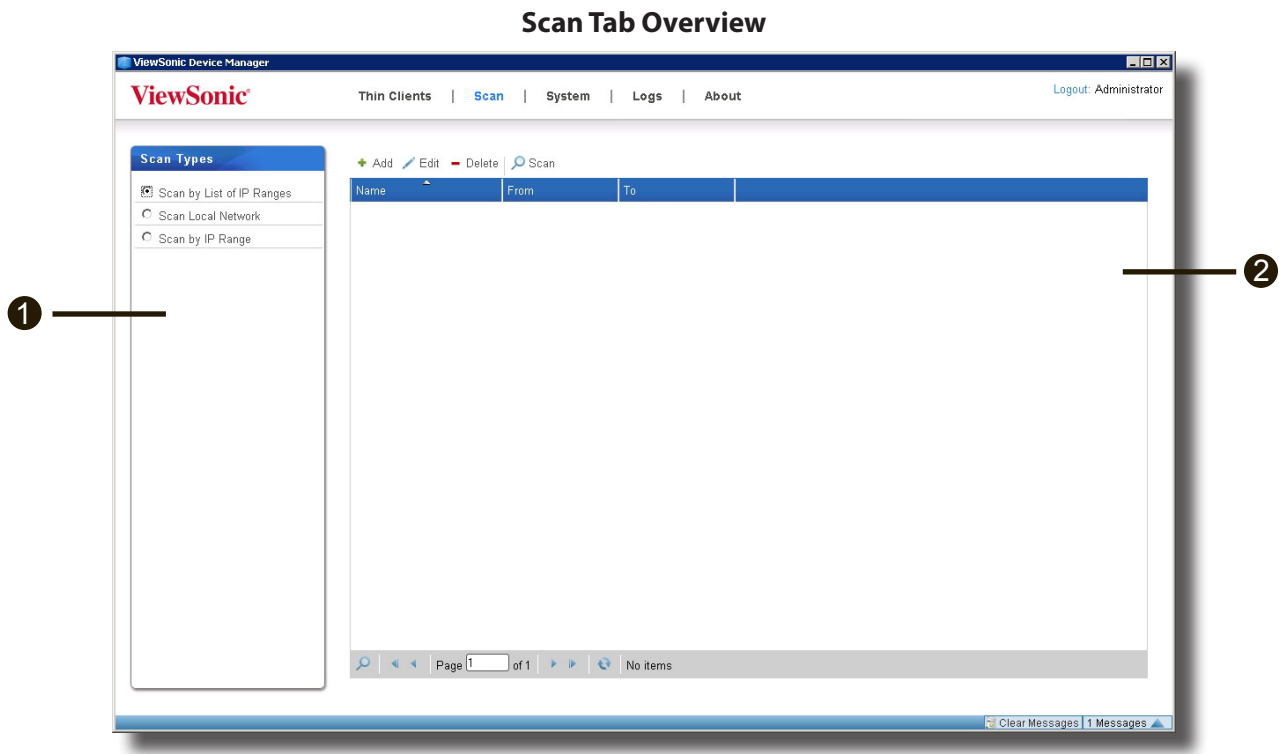 Scan Tab Overview
ViewSonic Device Manager
ViewSonic®
Thin Clients | Scan | System | Logs | About
Logout: Administrator
Scan Types
Scan by List of IP Ranges
Scan Local Network
Scan by IP Range
Add Edit Delete Scan
Name From To
1
2
Page 1 of 1 No items
Clear Messages 1 Messages